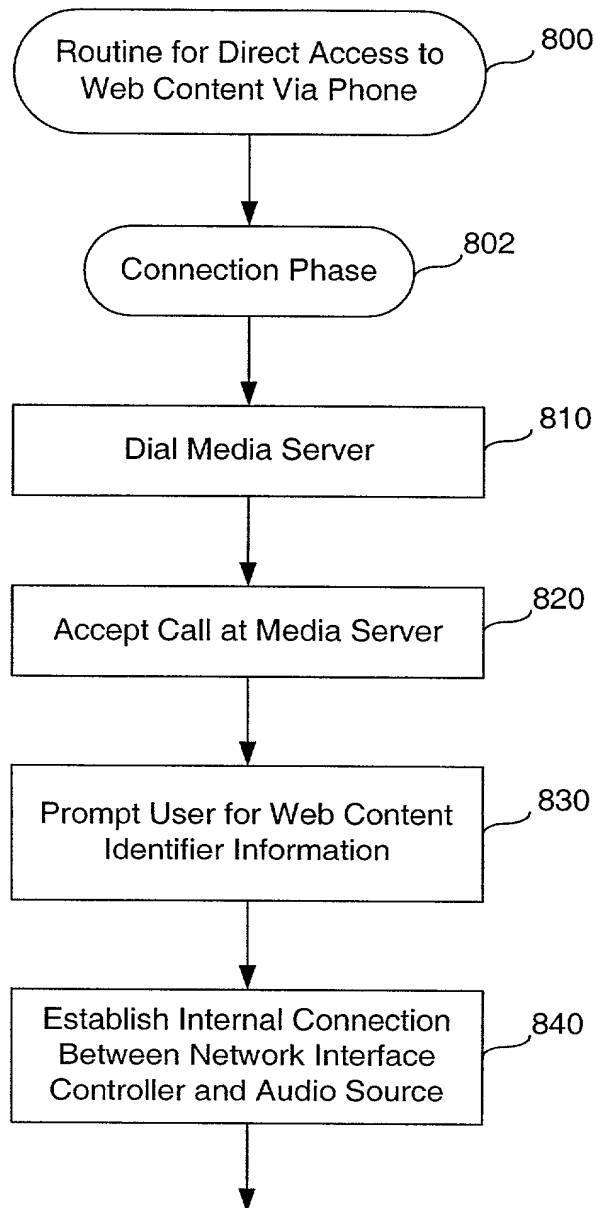 Routine for Direct Access to
Web Content Via Phone
800
Connection Phase
802
Dial Media Server
810
Accept Call at Media Server
820
Prompt User for Web Content
Identifier Information
830
Establish Internal Connection
Between Network Interface
Controller and Audio Source
840